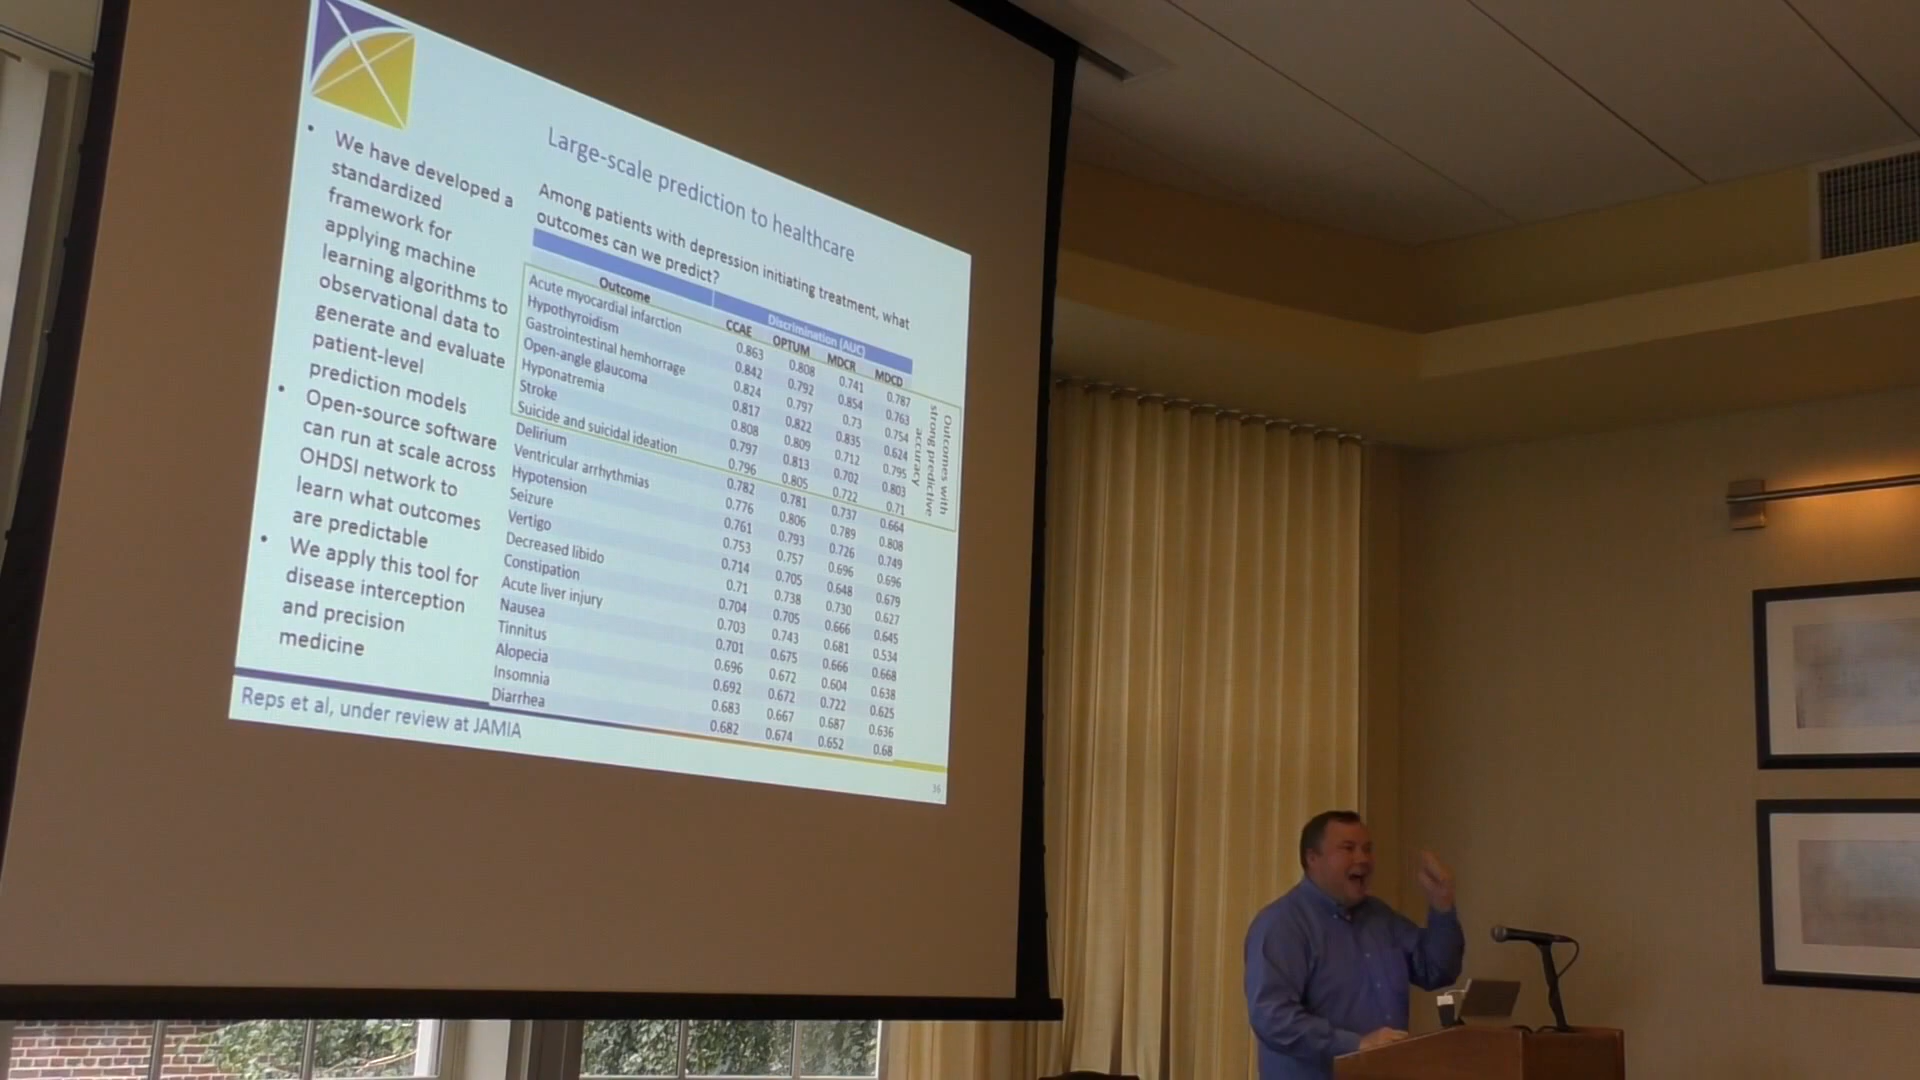 Large-scale prediction to healthcare
• We have developed a
standardized
framework for
applying machine
learning algorithms to
observational data to
generate and evaluate
patient-level
prediction models
• Open-source software
can run at scale across
OHDSI network to
learn what outcomes
are predictable
• We apply this tool for
disease interception
and precision
medicine
Among patients with depression initiating treatment, what
outcomes can we predict?
Discrimination (AUC)
Outcome CCAE OPTUM MDCR MDCD
Acute myocardial infarction 0.863 0.808 0.741 0.787
Hypothyroidism 0.842 0.792 0.854 0.763
Gastrointestinal hemhorrage 0.824 0.797 0.73 0.754
Open-angle glaucoma 0.817 0.822 0.835 0.624
Hyponatremia 0.808 0.809 0.712 0.795
Stroke 0.797 0.813 0.702 0.803
Suicide and suicidal ideation 0.796 0.805 0.722 0.71
Delirium 0.782 0.781 0.737 0.664
Ventricular arrhythmias 0.776 0.806 0.789 0.808
Hypotension 0.761 0.793 0.726 0.749
Seizure 0.753 0.757 0.696 0.696
Vertigo 0.714 0.705 0.648 0.679
Decreased libido 0.71 0.738 0.730 0.627
Constipation 0.704 0.705 0.666 0.645
Acute liver injury 0.703 0.743 0.681 0.534
Nausea 0.701 0.675 0.666 0.668
Tinnitus 0.696 0.672 0.604 0.638
Alopecia 0.692 0.672 0.722 0.625
Insomnia 0.683 0.667 0.687 0.636
Diarrhea 0.682 0.674 0.652 0.68
Outcomes with
strong predictive
accuracy
Reps et al, under review at JAMIA
36